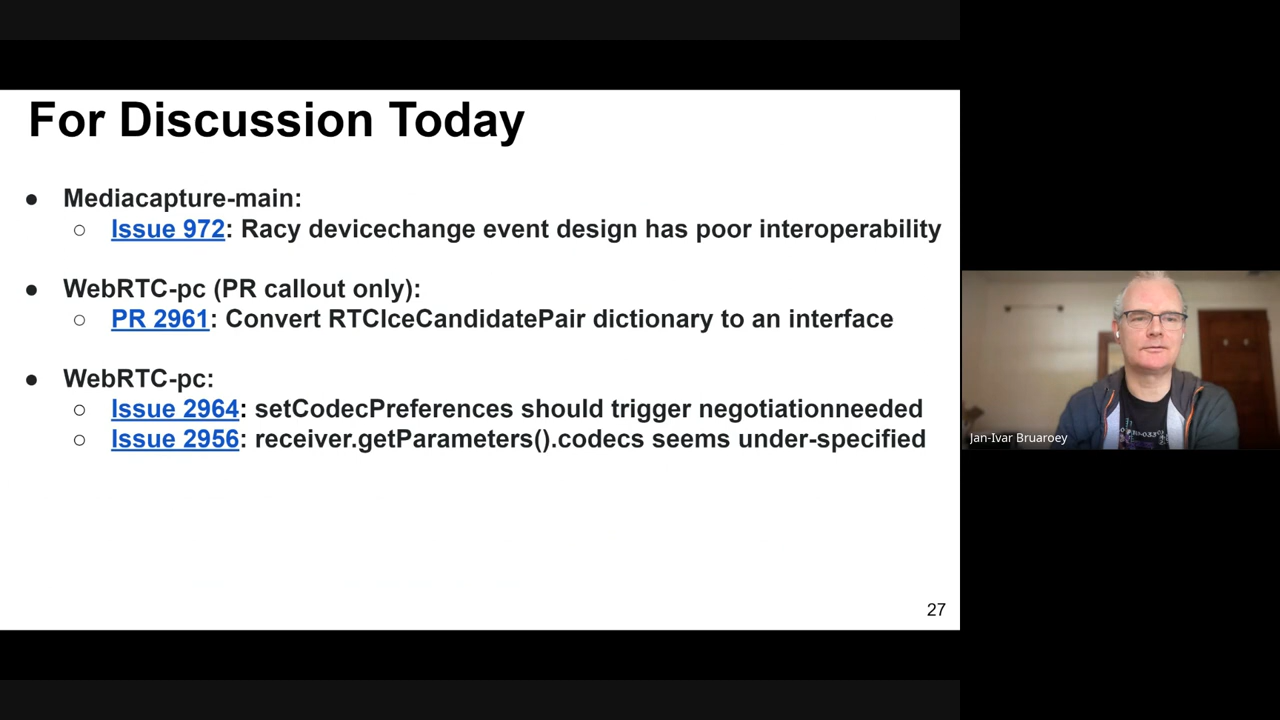 For Discussion Today
● Mediacapture-main:
○ Issue 972: Racy devicechange event design has poor interoperability
● WebRTC-pc (PR callout only):
○ PR 2961: Convert RTCIceCandidatePair dictionary to an interface
● WebRTC-pc:
○ Issue 2964: setCodecPreferences should trigger negotiationneeded
○ Issue 2956: receiver.getParameters().codecs seems under-specified
27
Jan-Ivar Bruaroey